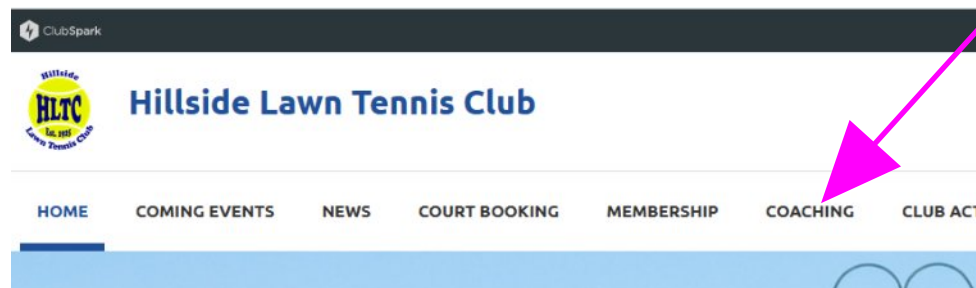 ClubSpark
Hillside
HLTC
Est. 1925
Lawn Tennis Club
Hillside Lawn Tennis Club
HOME COMING EVENTS NEWS COURT BOOKING MEMBERSHIP COACHING CLUB ACT